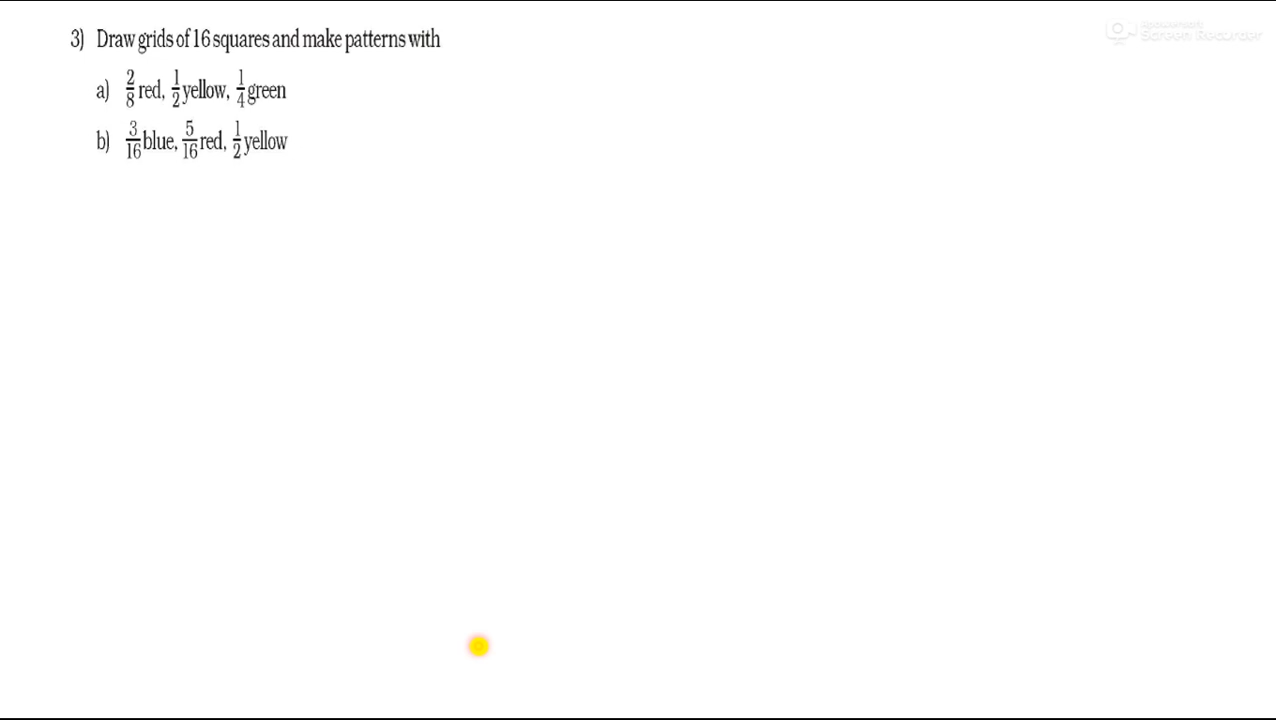 Apowersoft
Screen Recorder
3) Draw grids of 16 squares and make patterns with
a) 2/8 red, 1/2 yellow, 1/4 green
b) 3/16 blue, 5/16 red, 1/2 yellow